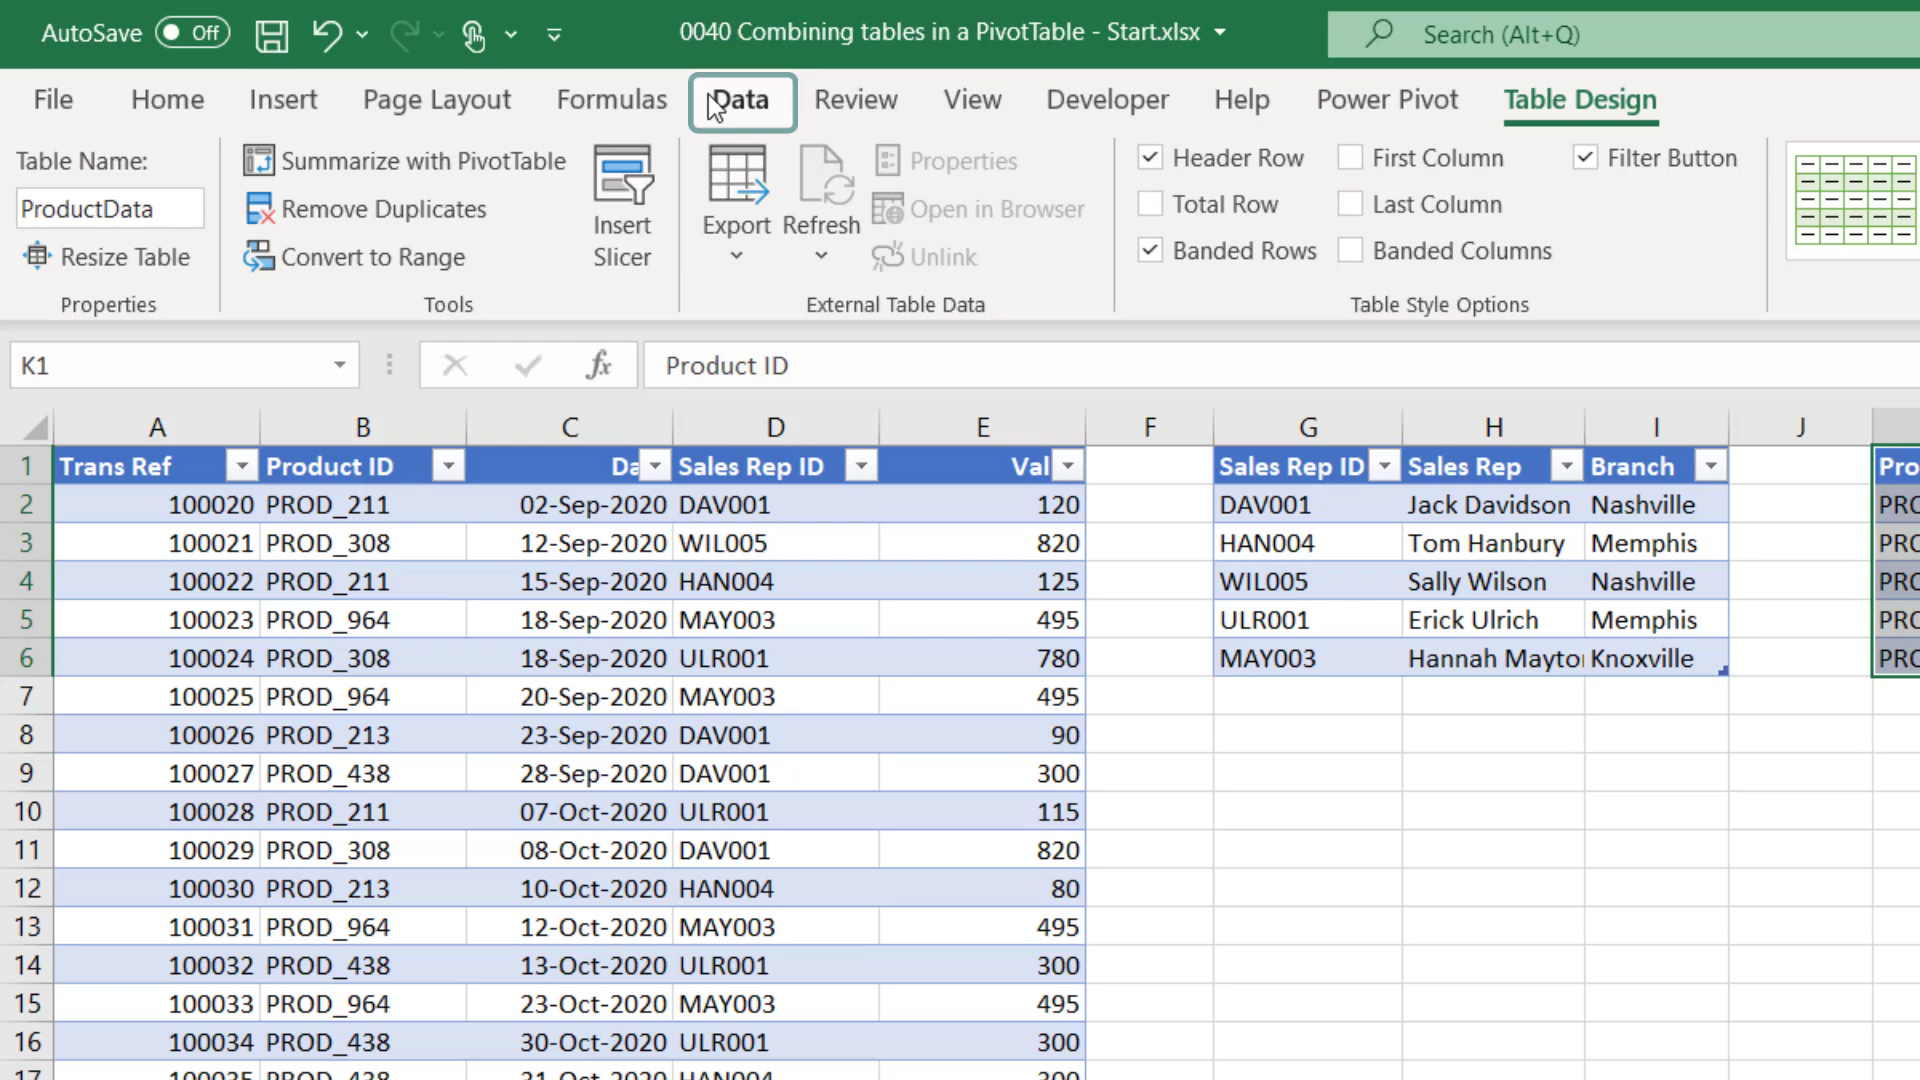 AutoSave Off 0040 Combining tables in a PivotTable - Start.xlsx Search (Alt+Q)
File Home Insert Page Layout Formulas Data Review View Developer Help Power Pivot Table Design
Table Name:
ProductData
Resize Table
Properties
Summarize with PivotTable
Remove Duplicates
Convert to Range
Insert
Slicer
Tools
Export
Refresh
Properties
Open in Browser
Unlink
External Table Data
Header Row First Column Filter Button
Total Row Last Column
Banded Rows Banded Columns
Table Style Options
K1 fx Product ID
A B C D E F G H I J
1 Trans Ref Product ID Da Sales Rep ID Val Sales Rep ID Sales Rep Branch Pro
2 100020 PROD_211 02-Sep-2020 DAV001 120 DAV001 Jack Davidson Nashville PRO
3 100021 PROD_308 12-Sep-2020 WIL005 820 HAN004 Tom Hanbury Memphis PRO
4 100022 PROD_211 15-Sep-2020 HAN004 125 WIL005 Sally Wilson Nashville PRO
5 100023 PROD_964 18-Sep-2020 MAY003 495 ULR001 Erick Ulrich Memphis PRO
6 100024 PROD_308 18-Sep-2020 ULR001 780 MAY003 Hannah Mayto Knoxville PRO
7 100025 PROD_964 20-Sep-2020 MAY003 495
8 100026 PROD_213 23-Sep-2020 DAV001 90
9 100027 PROD_438 28-Sep-2020 DAV001 300
10 100028 PROD_211 07-Oct-2020 ULR001 115
11 100029 PROD_308 08-Oct-2020 DAV001 820
12 100030 PROD_213 10-Oct-2020 HAN004 80
13 100031 PROD_964 12-Oct-2020 MAY003 495
14 100032 PROD_438 13-Oct-2020 ULR001 300
15 100033 PROD_964 23-Oct-2020 MAY003 495
16 100034 PROD_438 30-Oct-2020 ULR001 300
17 100035 PROD_438 31-Oct-2020 HAN004 300